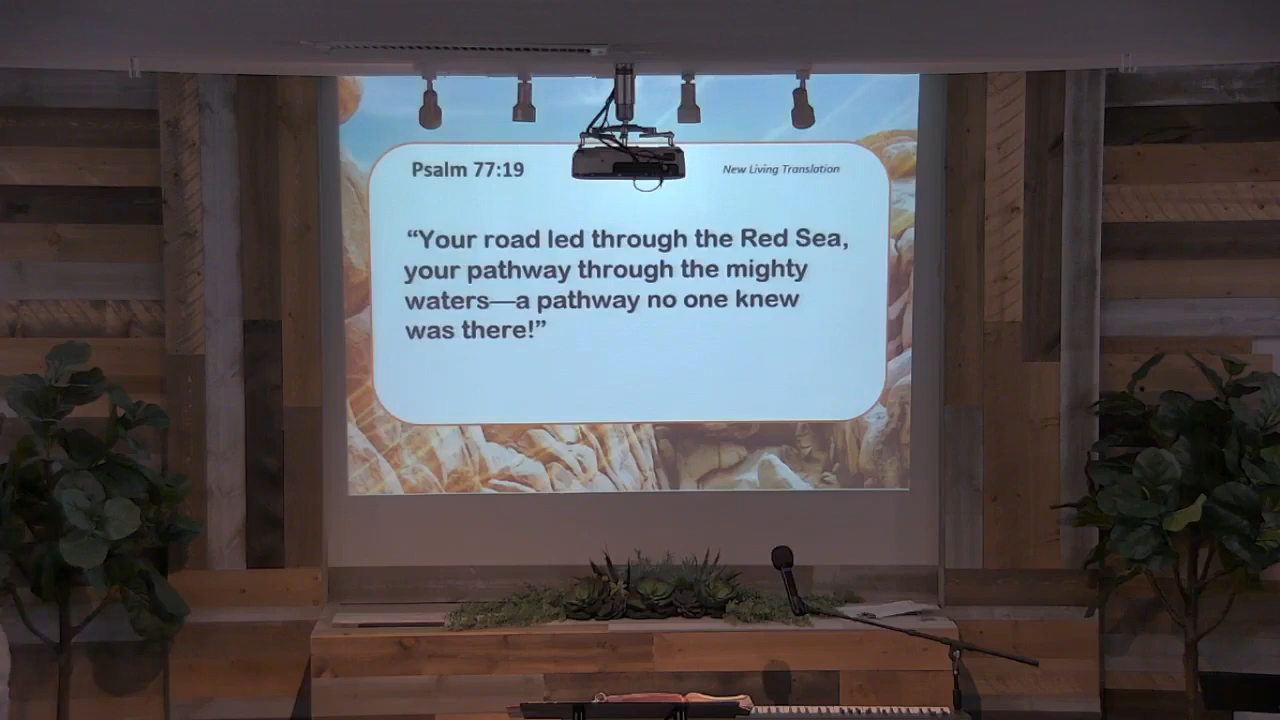 Psalm 77:19
New Living Translation
“Your road led through the Red Sea,
your pathway through the mighty
waters—a pathway no one knew
was there!”